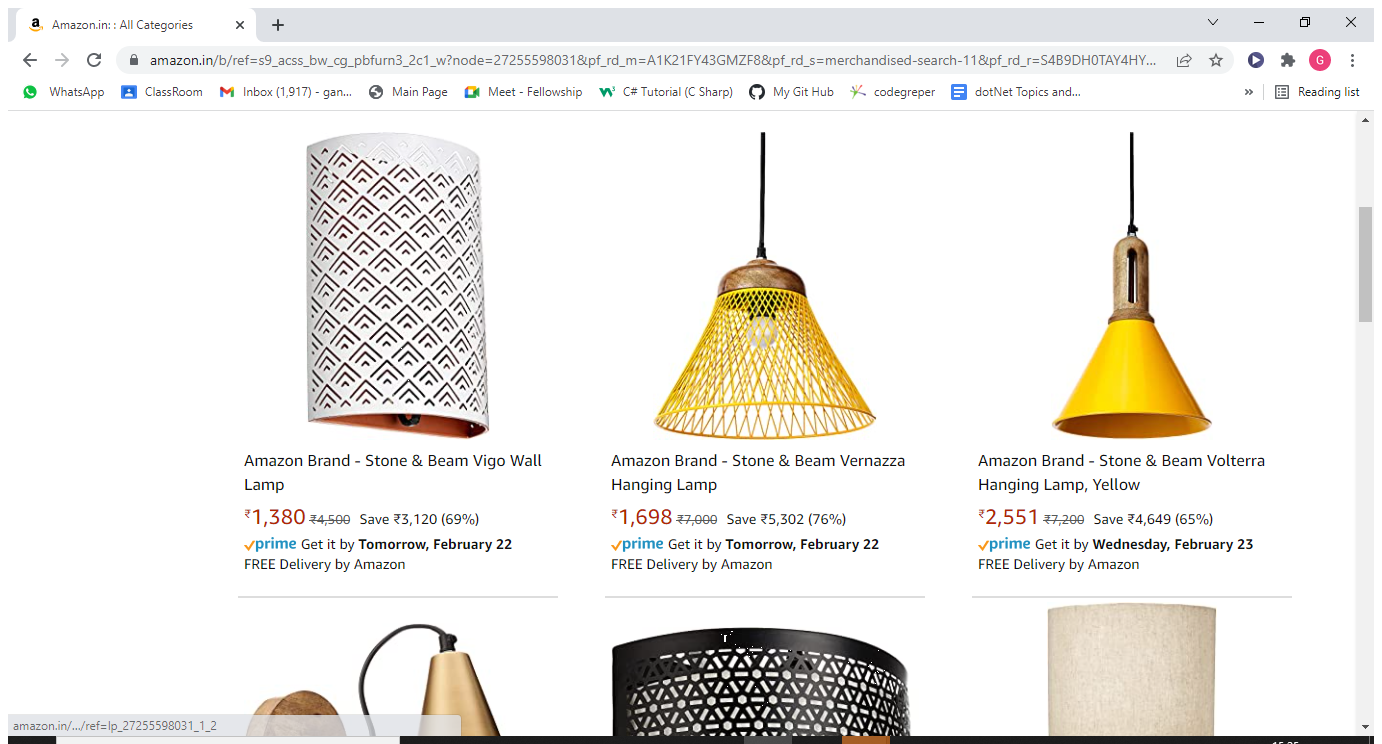 Amazon.in: : All Categories
amazon.in/b/ref=s9_acss_bw_cg_pbfurn3_2c1_w?node=27255598031&pf_rd_m=A1K21FY43GMZF8&pf_rd_s=merchandised-search-11&pf_rd_r=S4B9DH0TAY4HY...
G
WhatsApp ClassRoom Inbox (1,917) - gan... Main Page Meet - Fellowship C# Tutorial (C Sharp) My Git Hub codegreper dotNet Topics and... » Reading list
Amazon Brand - Stone & Beam Vigo Wall
Lamp
₹1,380 ₹4,500 Save ₹3,120 (69%)
prime Get it by Tomorrow, February 22
FREE Delivery by Amazon
Amazon Brand - Stone & Beam Vernazza
Hanging Lamp
₹1,698 ₹7,000 Save ₹5,302 (76%)
prime Get it by Tomorrow, February 22
FREE Delivery by Amazon
Amazon Brand - Stone & Beam Volterra
Hanging Lamp, Yellow
₹2,551 ₹7,200 Save ₹4,649 (65%)
prime Get it by Wednesday, February 23
FREE Delivery by Amazon
amazon.in/.../ref=lp_27255598031_1_2